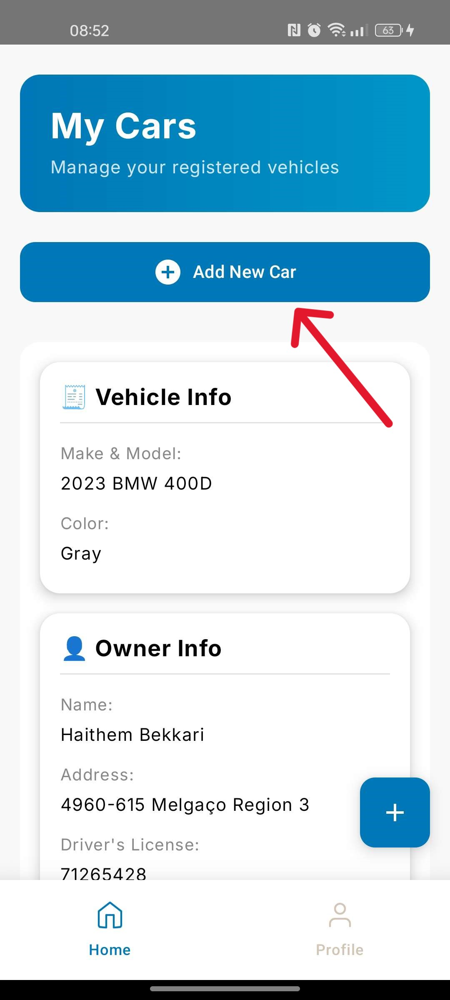 08:52
63
My Cars
Manage your registered vehicles
Add New Car
Vehicle Info
Make & Model:
2023 BMW 400D
Color:
Gray
Owner Info
Name:
Haithem Bekkari
Address:
4960-615 Melgaço Region 3
Driver's License:
71265428
Home
Profile